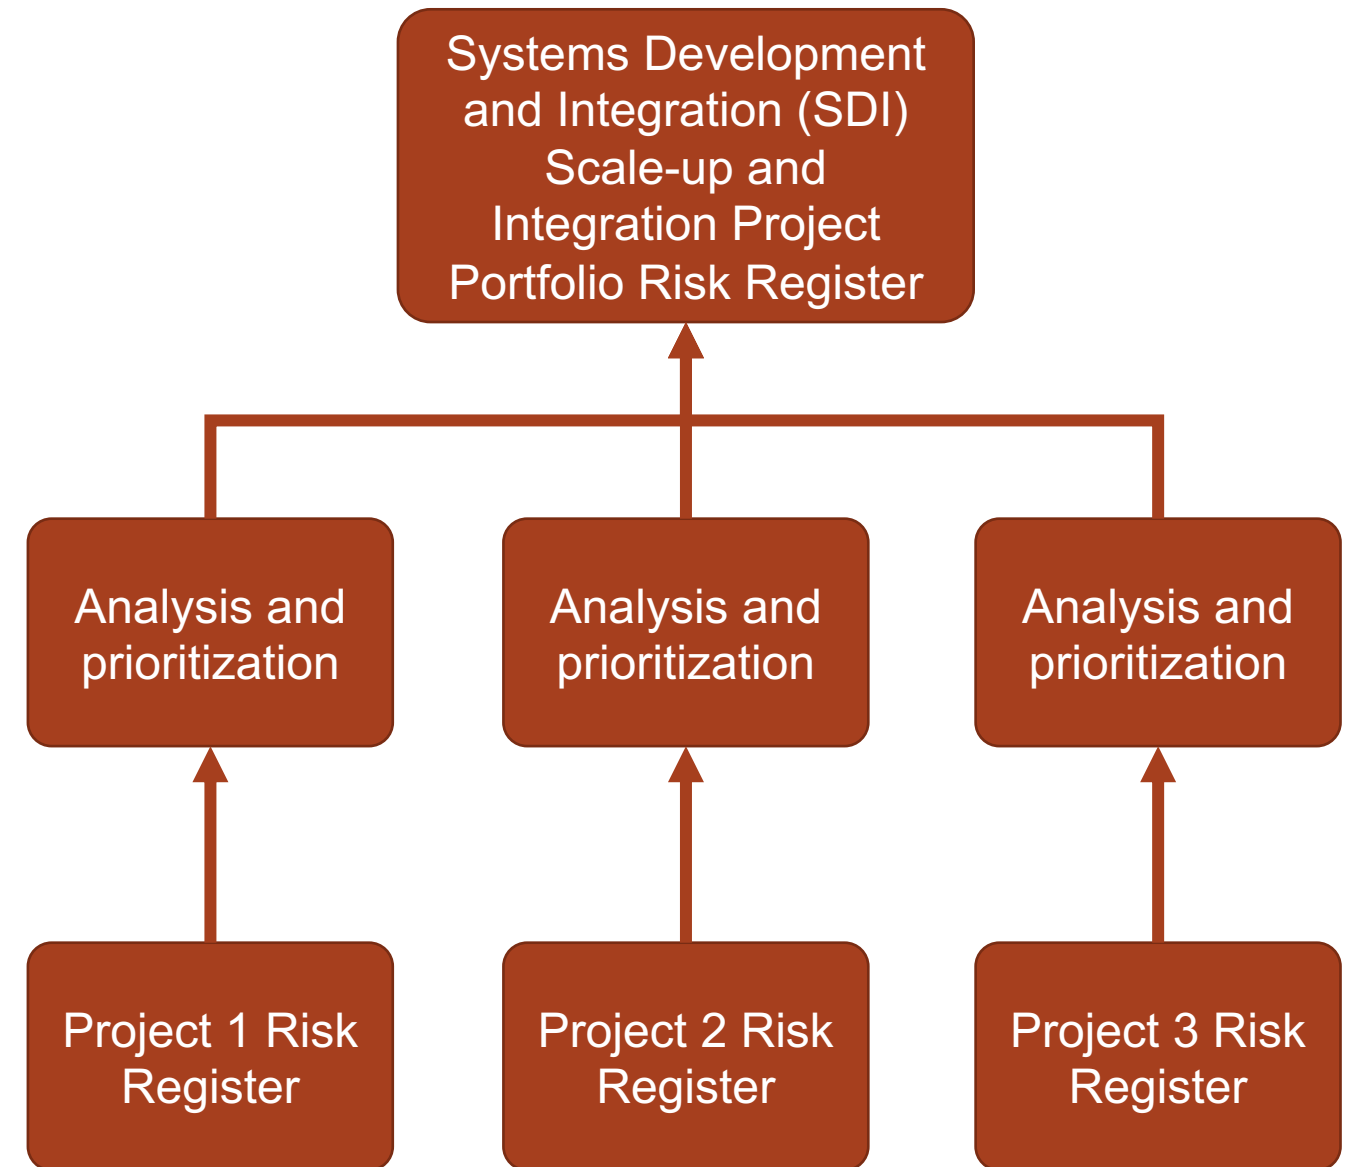 Systems Development
and Integration (SDI)
Scale-up and
Integration Project
Portfolio Risk Register
Analysis and
prioritization
Analysis and
prioritization
Analysis and
prioritization
Project 1 Risk
Register
Project 2 Risk
Register
Project 3 Risk
Register